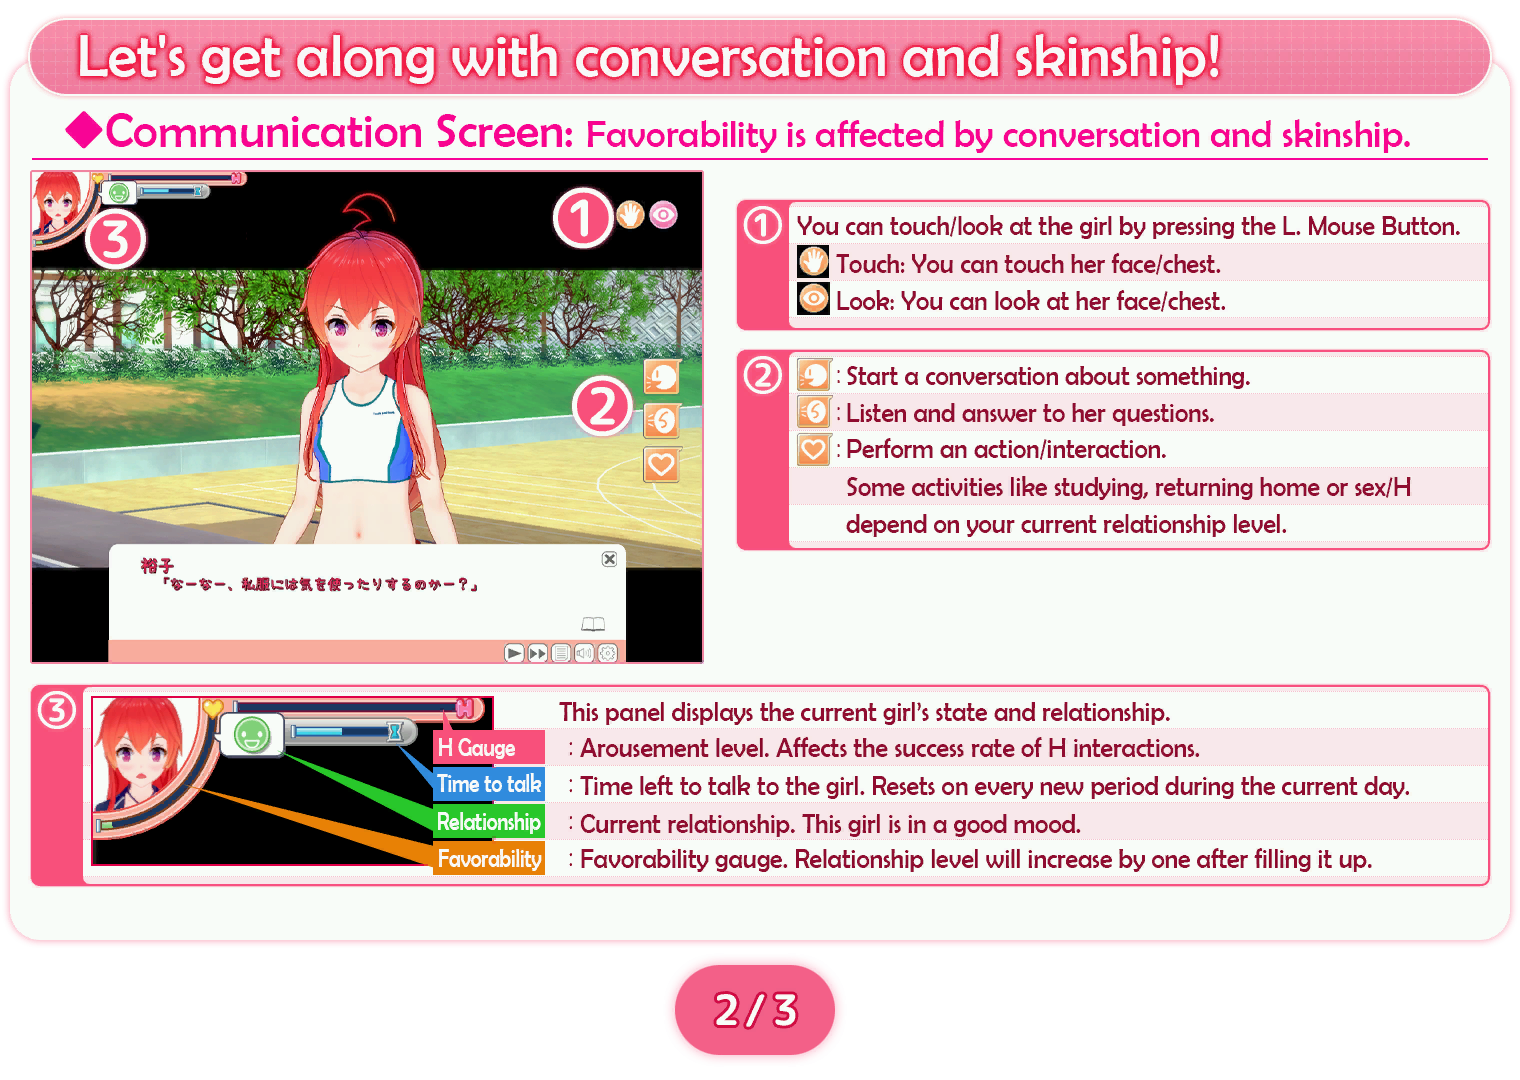 Let's get along with conversation and skinship!
◆Communication Screen: Favorability is affected by conversation and skinship.
H
3
1
2
裕子
「なーなー、私服には気を使ったりするのかー？」
1
You can touch/look at the girl by pressing the L. Mouse Button.
Touch: You can touch her face/chest.
Look: You can look at her face/chest.
2
: Start a conversation about something.
: Listen and answer to her questions.
: Perform an action/interaction.
Some activities like studying, returning home or sex/H
depend on your current relationship level.
3
H
This panel displays the current girl's state and relationship.
H Gauge : Arousement level. Affects the success rate of H interactions.
Time to talk : Time left to talk to the girl. Resets on every new period during the current day.
Relationship : Current relationship. This girl is in a good mood.
Favorability : Favorability gauge. Relationship level will increase by one after filling it up.
2/3